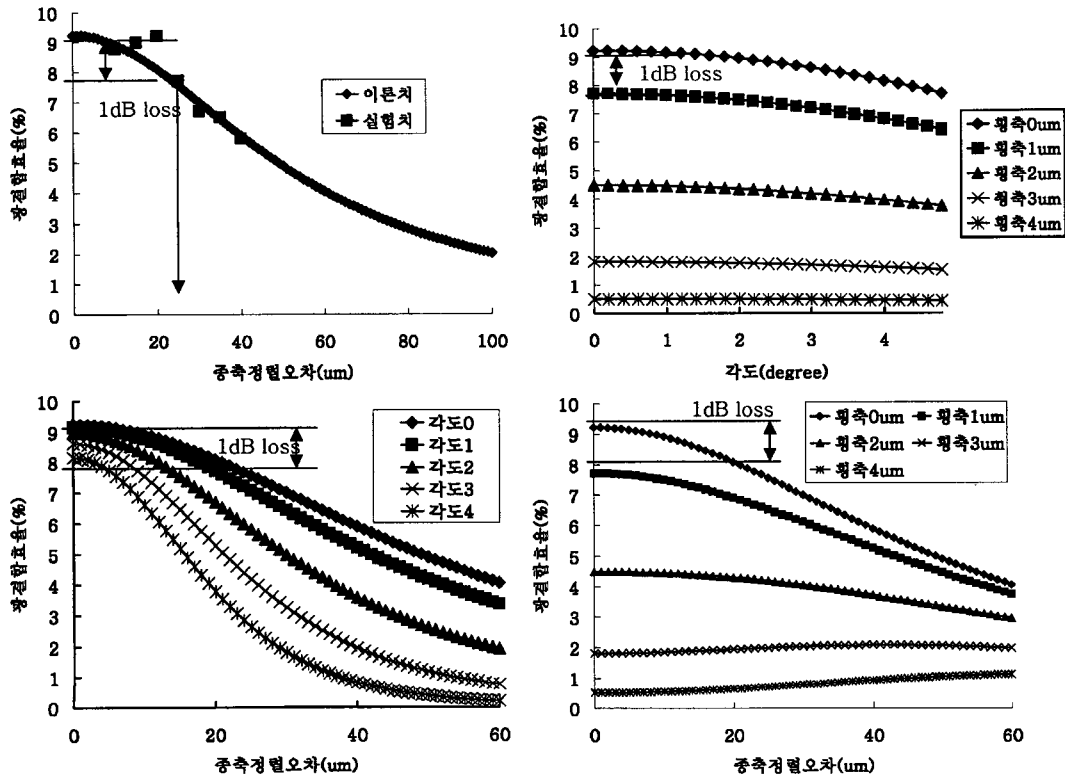 10
9
8
7
6
5
4
3
2
1
0
광결합효율(%)
1dB loss
이론치
실험치
0 20 40 60 80 100
종축정렬오차(um)
10
9
8
7
6
5
4
3
2
1
0
광결합효율(%)
1dB loss
횡축0um
횡축1um
횡축2um
횡축3um
횡축4um
0 1 2 3 4
각도(degree)
10
9
8
7
6
5
4
3
2
1
0
광결합효율(%)
1dB loss
각도0
각도1
각도2
각도3
각도4
0 20 40 60
종축정렬오차(um)
10
9
8
7
6
5
4
3
2
1
0
광결합효율(%)
1dB loss
횡축0um 횡축1um
횡축2um 횡축3um
횡축4um
0 20 40 60
종축정렬오차(um)